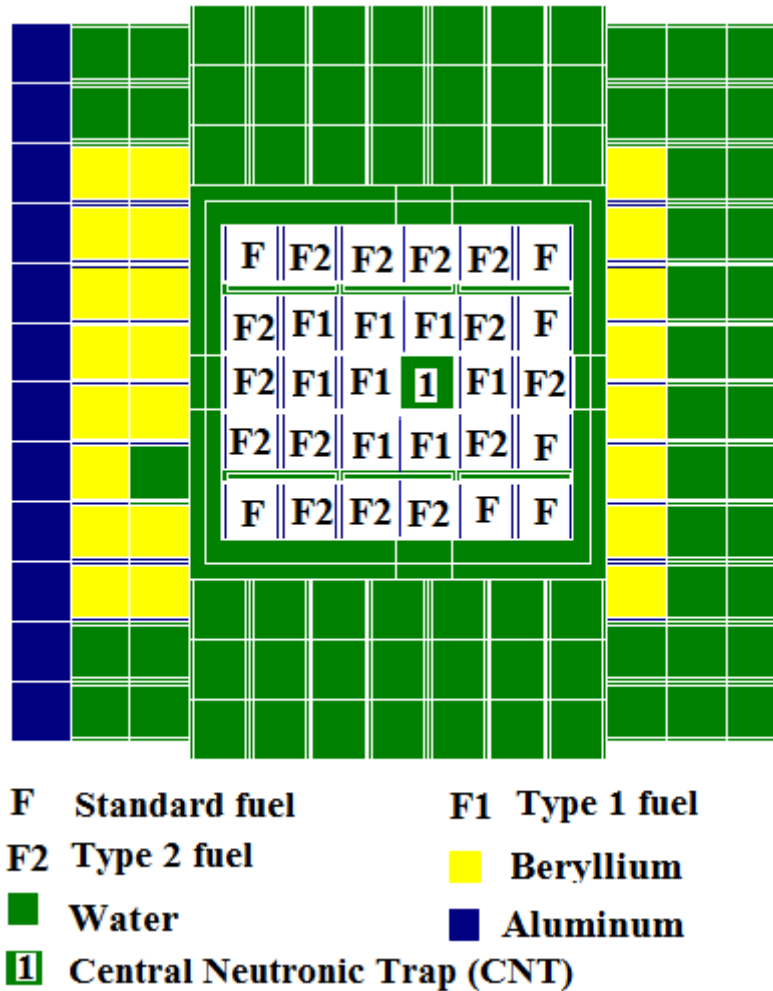 F F2 F2 F2 F2 F
F2 F1 F1 F1 F2 F
F2 F1 F1 1 F1 F2
F2 F2 F1 F1 F2 F
F F2 F2 F2 F F
F Standard fuel F1 Type 1 fuel
F2 Type 2 fuel Beryllium
Water Aluminum
1 Central Neutronic Trap (CNT)